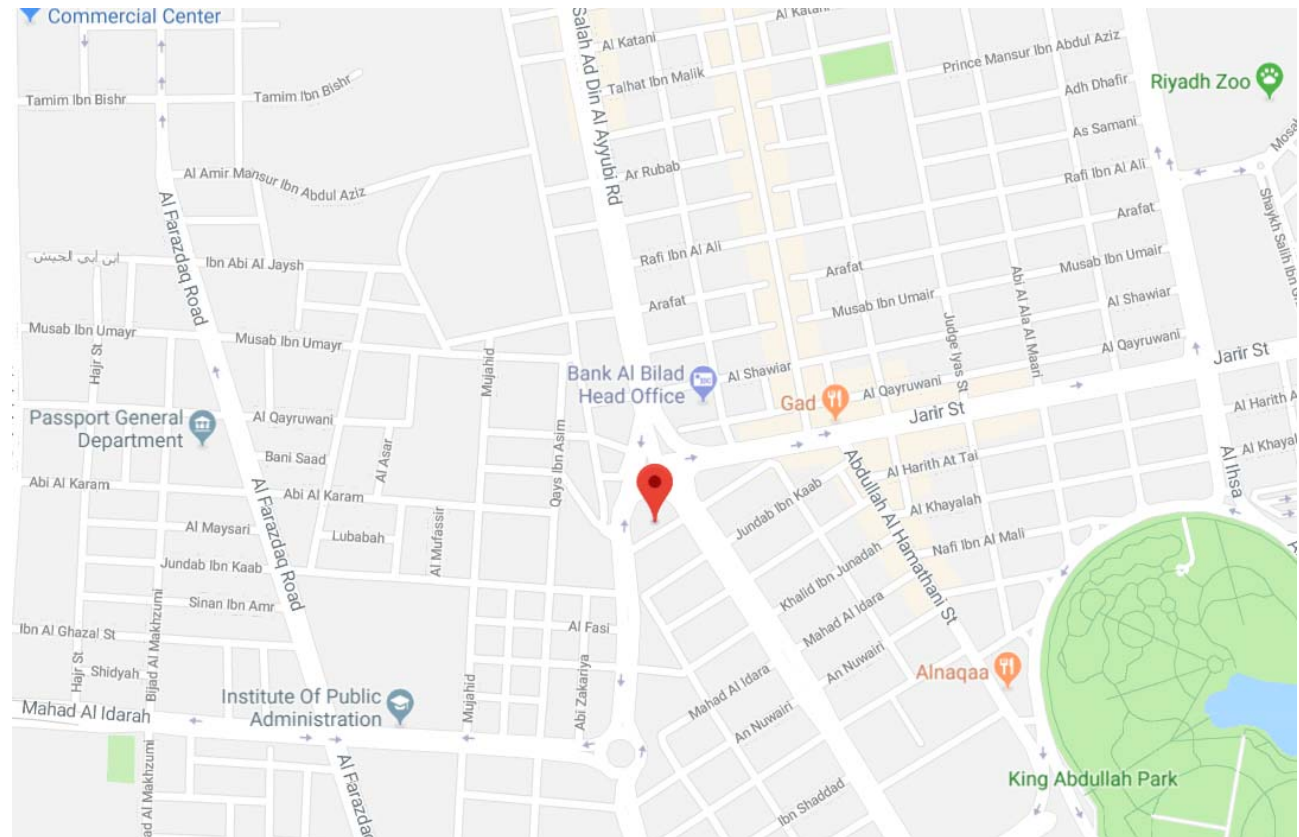 Commercial Center
Al Katani
Al Katani
Salah Ad Din Al Ayyubi Rd
Talhat Ibn Malik
Prince Mansur Ibn Abdul Aziz
Riyadh Zoo
Tamim Ibn Bishr
Tamim Ibn Bishr
Adh Dhafir
As Samani
Ar Rubab
Al Amir Mansur Ibn Abdul Aziz
Rafi Ibn Al Ali
Al Farazdaq Road
Arafat
Rafi Ibn Al Ali
ابن ابي الجيش
Ibn Abi Al Jaysh
Arafat
Musab Ibn Umair
Abi Al Ala Al Maari
Arafat
Musab Ibn Umair
Al Shawiar
Musab Ibn Umayr
Musab Ibn Umayr
Hajr St
Mujahid
Judge Iyas St
Al Qayruwani
Jarir St
Bank Al Bilad
Head Office
Al Shawiar
Al Qayruwani
Gad
Jarir St
Passport General
Department
Al Qayruwani
Bani Saad
Al Asar
Qays Ibn Asim
Al Harith At Tai
Abi Al Karam
Abi Al Karam
Abdullah Al Hamathani St
Al Khayalah
Al Ihsa
Al Maysari
Lubabah
Al Mufassir
Jundab Ibn Kaab
Nafi Ibn Al Mali
Jundab Ibn Kaab
Al Farazdaq Road
Khalid Ibn Junadah
Mahad Al Idara
Sinan Ibn Amr
Ibn Al Ghazal St
Al Fasi
An Nuwairi
Hajr St
Shidyah
Bijad Al Makhzumi
Mujahid
Abi Zakariya
Mahad Al Idara
Alnaqaa
Institute Of Public
Administration
Mahad Al Idarah
An Nuwairi
Al Farazdaq
Ibn Shaddad
King Abdullah Park